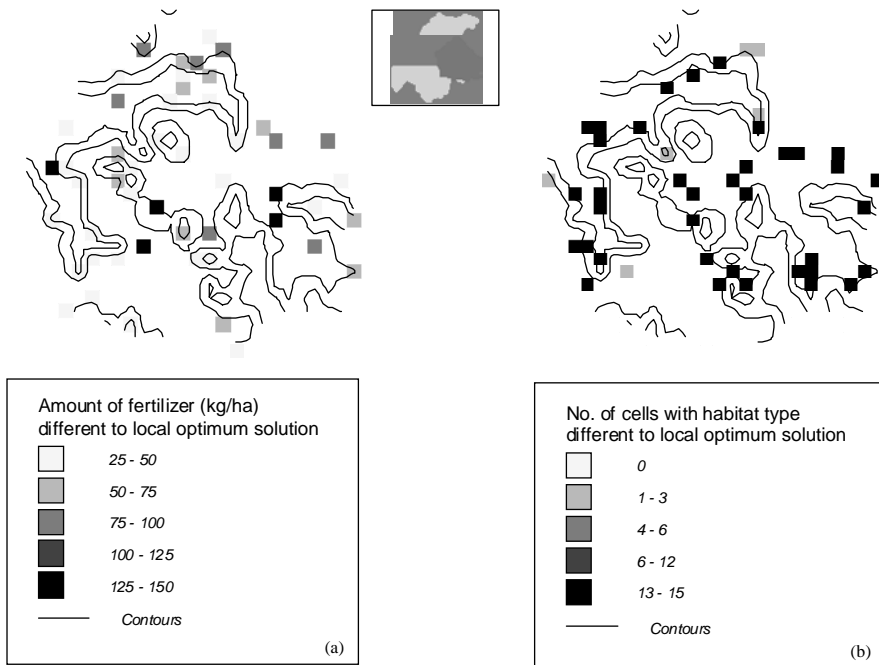 Amount of fertilizer (kg/ha)
different to local optimum solution
25 - 50
50 - 75
75 - 100
100 - 125
125 - 150
Contours
(a)
No. of cells with habitat type
different to local optimum solution
0
1 - 3
4 - 6
6 - 12
13 - 15
Contours
(b)